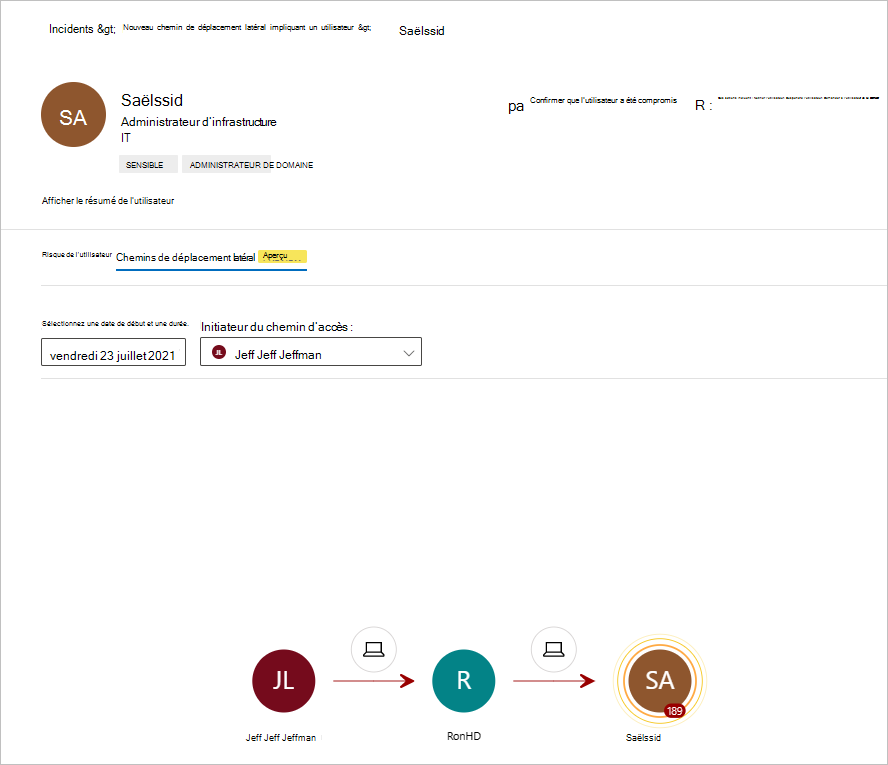 Incidents &gt; Nouveau chemin de déplacement latéral impliquant un utilisateur &gt; Saëlssid
SA
Saëlssid
Administrateur d'infrastructure
IT
SENSIBLE ADMINISTRATEUR DE DOMAINE
pa Confirmer que l'utilisateur a été compromis R :
Afficher le résumé de l'utilisateur
Risque de l'utilisateur Chemins de déplacement latéral Aperçu
Sélectionnez une date de début et une durée. Initiateur du chemin d'accès :
vendredi 23 juillet 2021 JL Jeff Jeff Jeffman
JL R SA
189
Jeff Jeff Jeffman RonHD Saëlssid